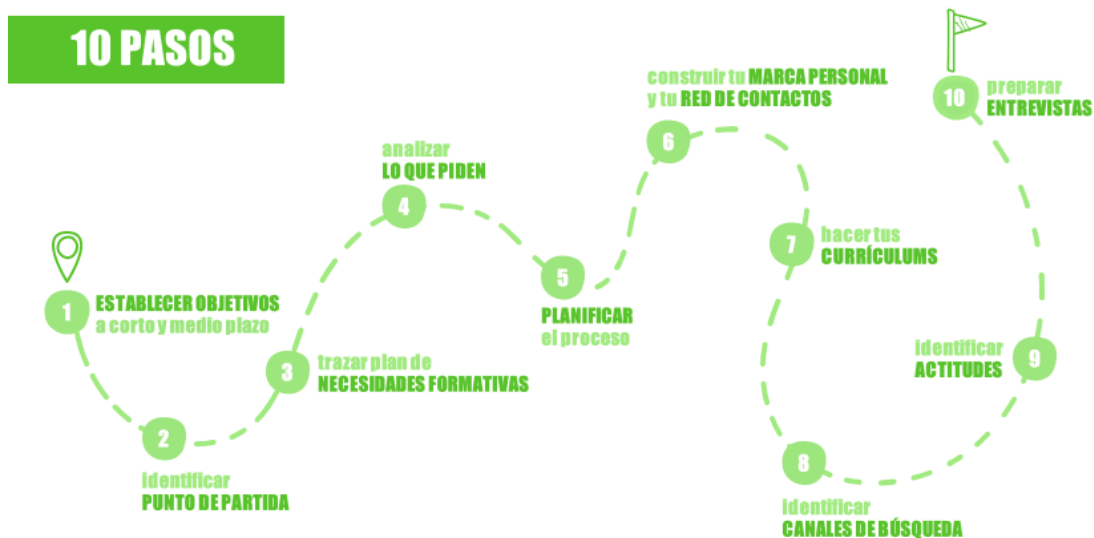 10 PASOS
1
ESTABLECER OBJETIVOS
a corto y medio plazo
2
identificar
PUNTO DE PARTIDA
3
trazar plan de
NECESIDADES FORMATIVAS
4
analizar
LO QUE PIDEN
5
PLANIFICAR
el proceso
6
construir tu MARCA PERSONAL
y tu RED DE CONTACTOS
7
hacer tus
CURRÍCULUMS
8
identificar
CANALES DE BÚSQUEDA
9
identificar
ACTITUDES
10
preparar
ENTREVISTAS